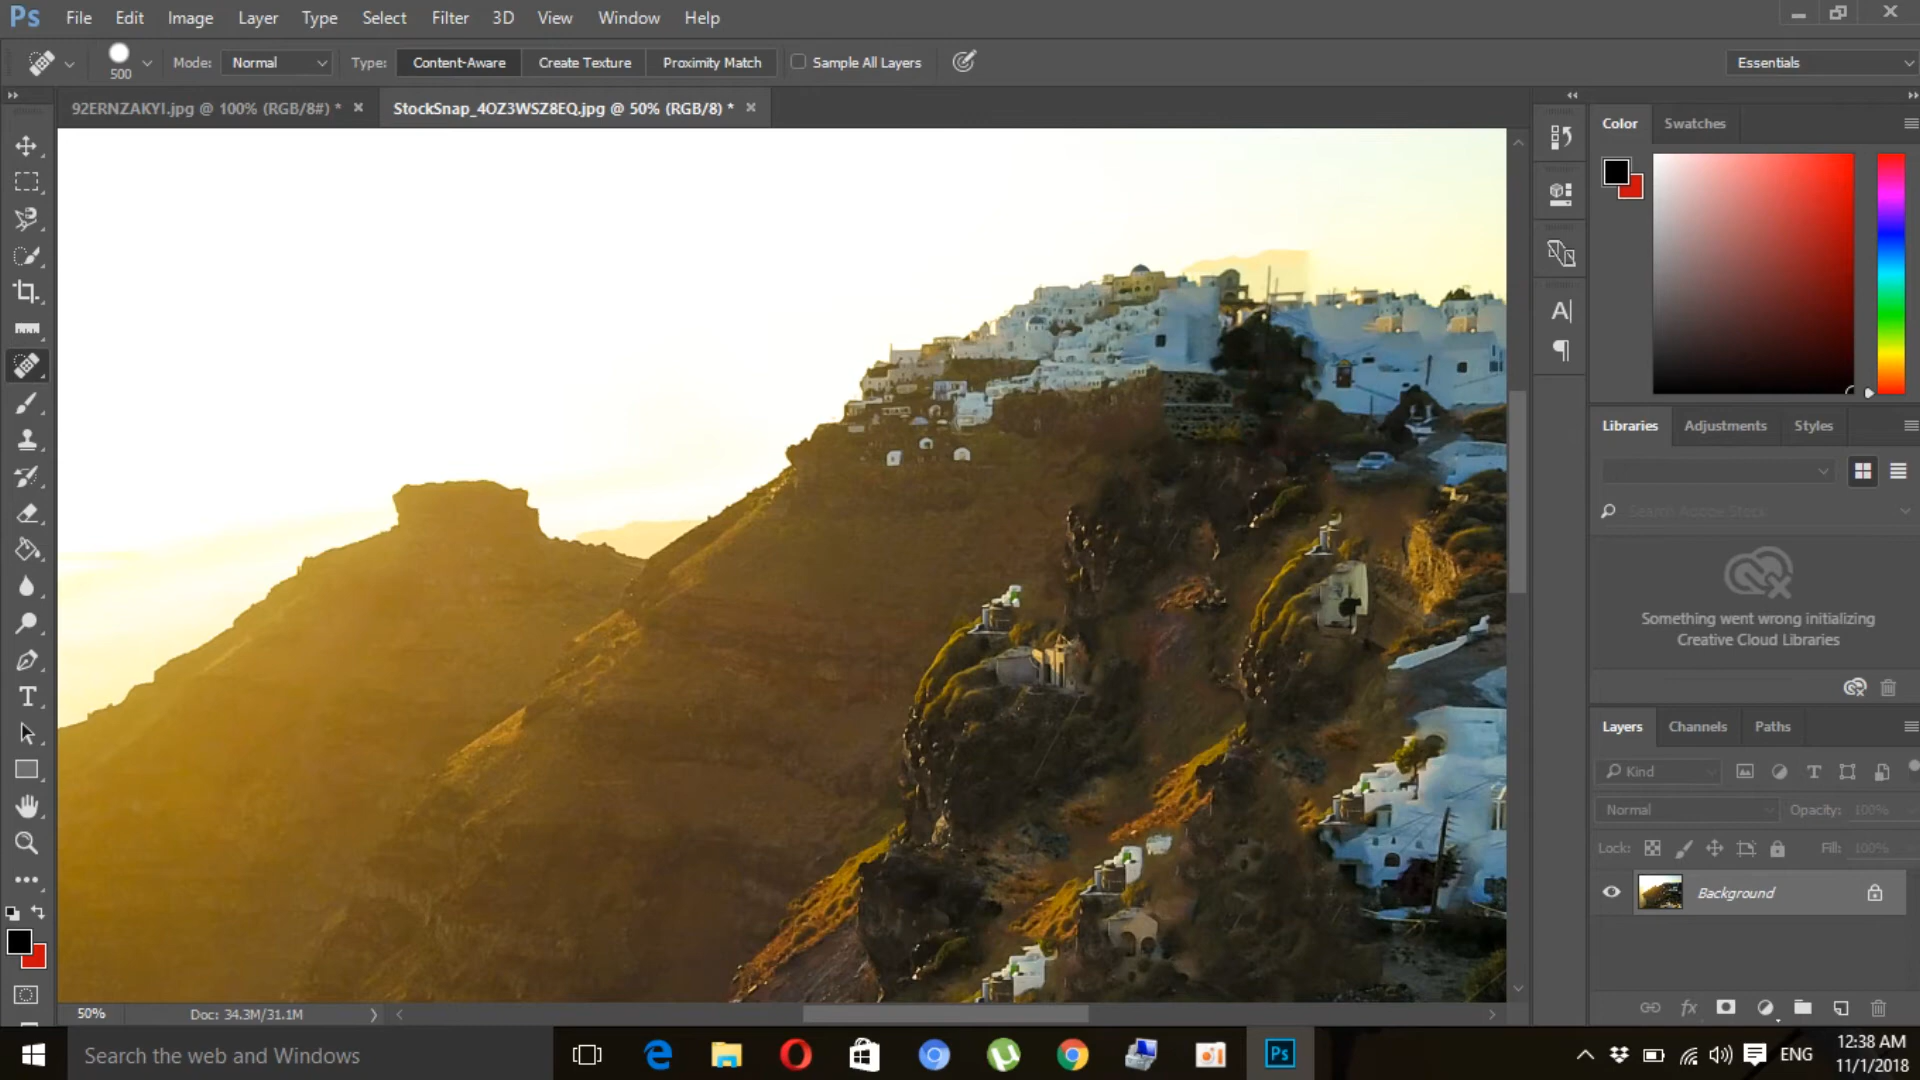 Ps File Edit Image Layer Type Select Filter 3D View Window Help
500 Mode: Normal Type: Content-Aware Create Texture Proximity Match Sample All Layers Essentials
92ERNZAKYI.jpg @ 100% (RGB/8#) * StockSnap_4OZ3WSZ8EQ.jpg @ 50% (RGB/8) *
Color Swatches
Libraries Adjustments Styles
Search Adobe Stock
Something went wrong initializing
Creative Cloud Libraries
Layers Channels Paths
Kind
Normal Opacity: 100%
Lock: Fill: 100%
Background
50% Doc: 34.3M/31.1M
Search the web and Windows
Ps
ENG
12:38 AM
11/1/2018